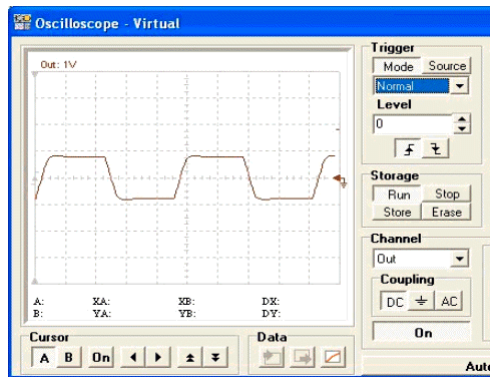 Oscilloscope - Virtual
Out: 1V
A: XA: XB: DX:
B: YA: YB: DY:
Cursor
A B On
Data
Trigger
Mode Source
Normal
Level
0
Storage
Run Stop
Store Erase
Channel
Out
Coupling
DC AC
On
Auto